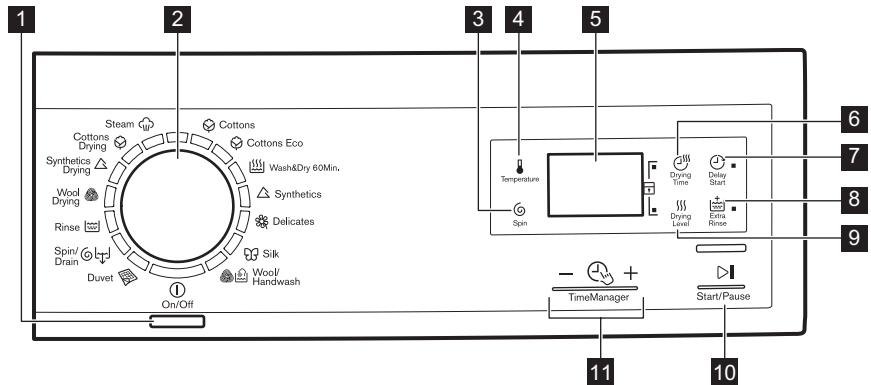 1
2
3
4
5
Steam
Cottons
Cottons
Drying
Cottons Eco
Synthetics
Drying
Wash&Dry 60Min.
Wool
Drying
Synthetics
Rinse
Delicates
Spin/
Drain
Silk
Duvet
Wool/
Handwash
On/Off
Temperature
Spin
Drying
Time
Delay
Start
Drying
Level
Extra
Rinse
6
7
8
9
TimeManager
Start/Pause
11
10